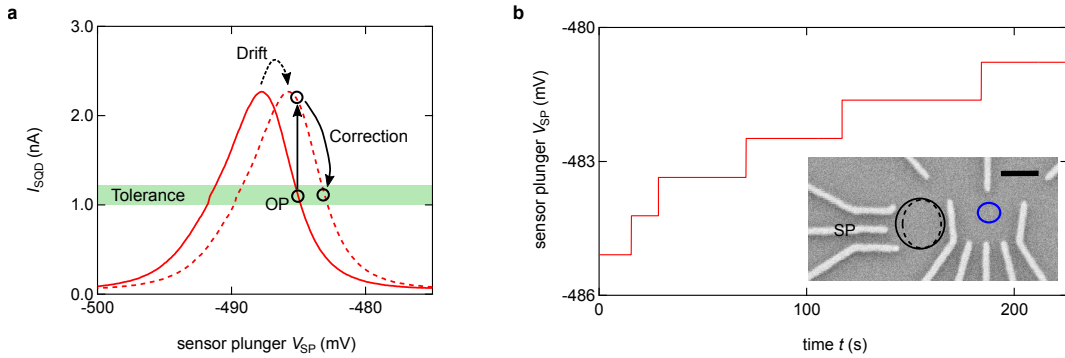 a
3.0
2.0
1.0
0.0
I_SQD (nA)
Drift
Correction
Tolerance
OP
-500
-490
-480
sensor plunger V_SP (mV)
b
-480
-483
-486
sensor plunger V_SP (mV)
SP
0
100
200
time t (s)